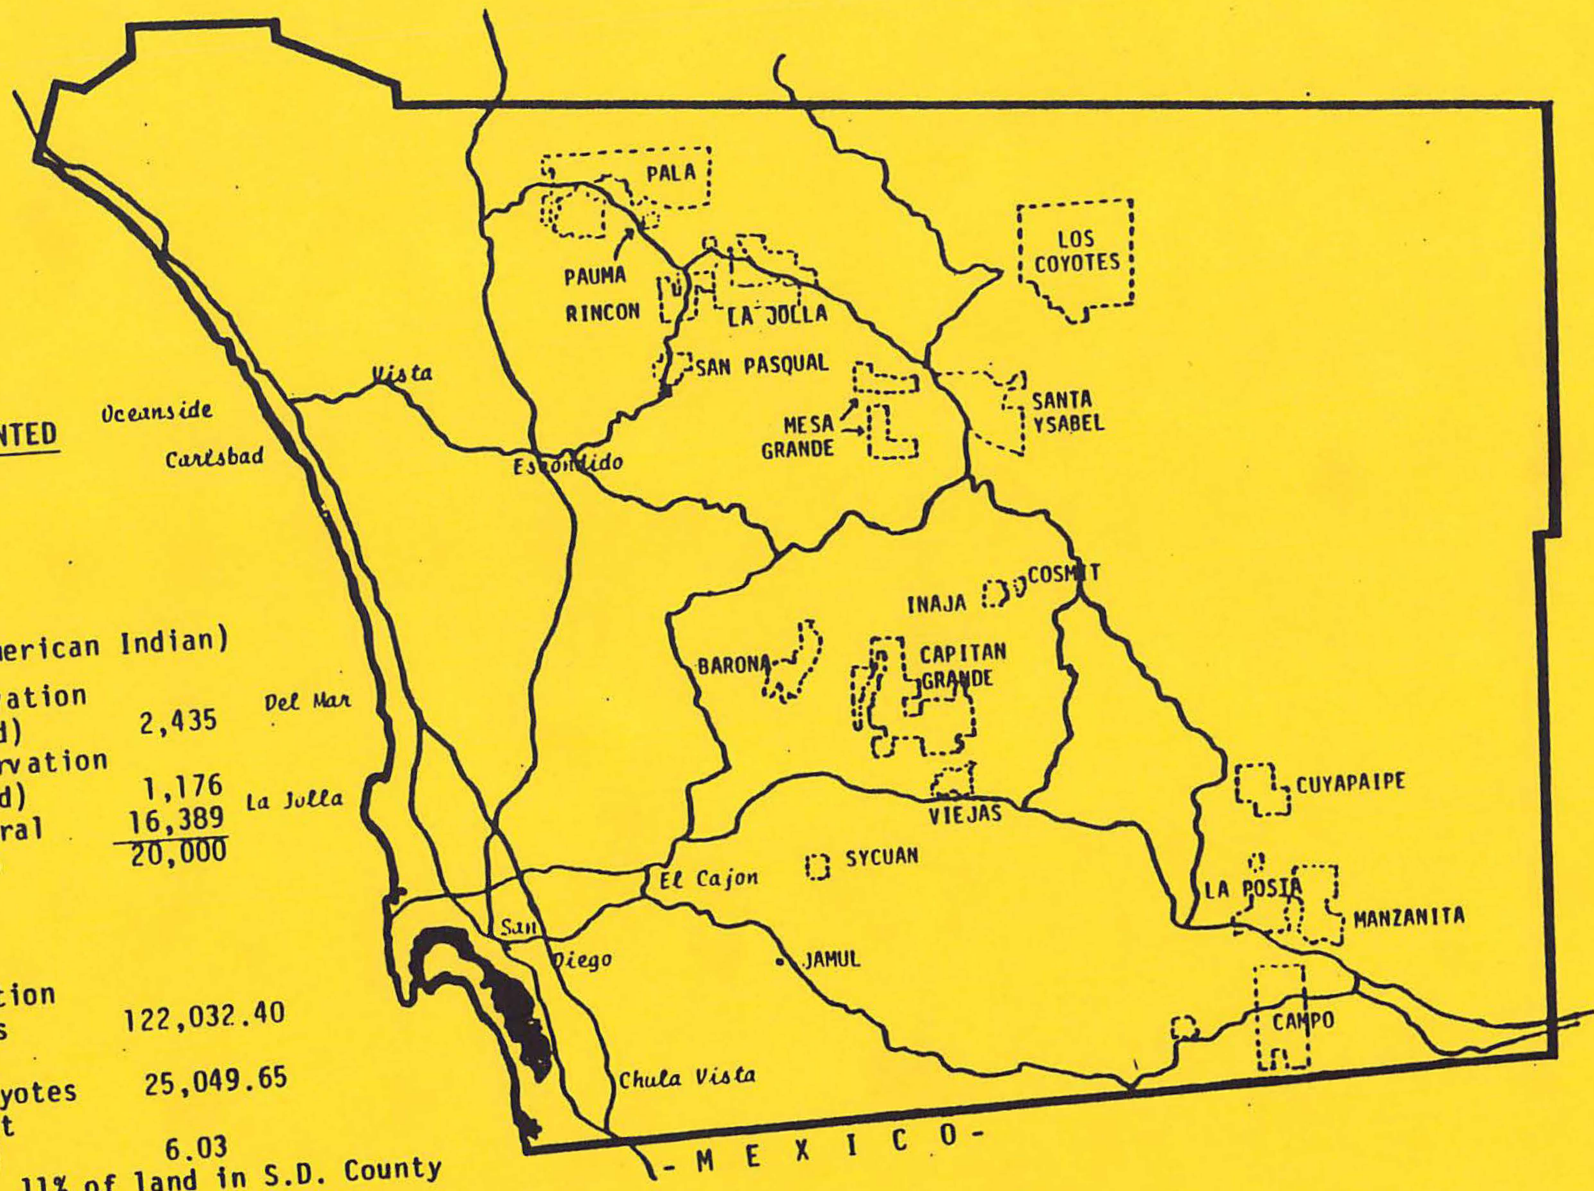 PALA
LOS
COYOTES
PAUMA
RINCON
LA JOLLA
SAN PASQUAL
Vista
Oceanside
Carlsbad
Escondido
MESA
GRANDE
SANTA
YSABEL
NTED
COSMIT
INAJA
BARONA
CAPITAN
GRANDE
erican Indian)
ation
d) 2,435
Del Mar
rvation
d) 1,176
La Jolla
ral 16,389
20,000
VIEJAS
CUYAPAIPE
SYCUAN
El Cajon
LA POSTA
MANZANITA
San
Diego
JAMUL
tion
s 122,032.40
CAMPO
Chula Vista
yotes 25,049.65
t
6.03
11% of land in S.D. County
- M E X I C O -